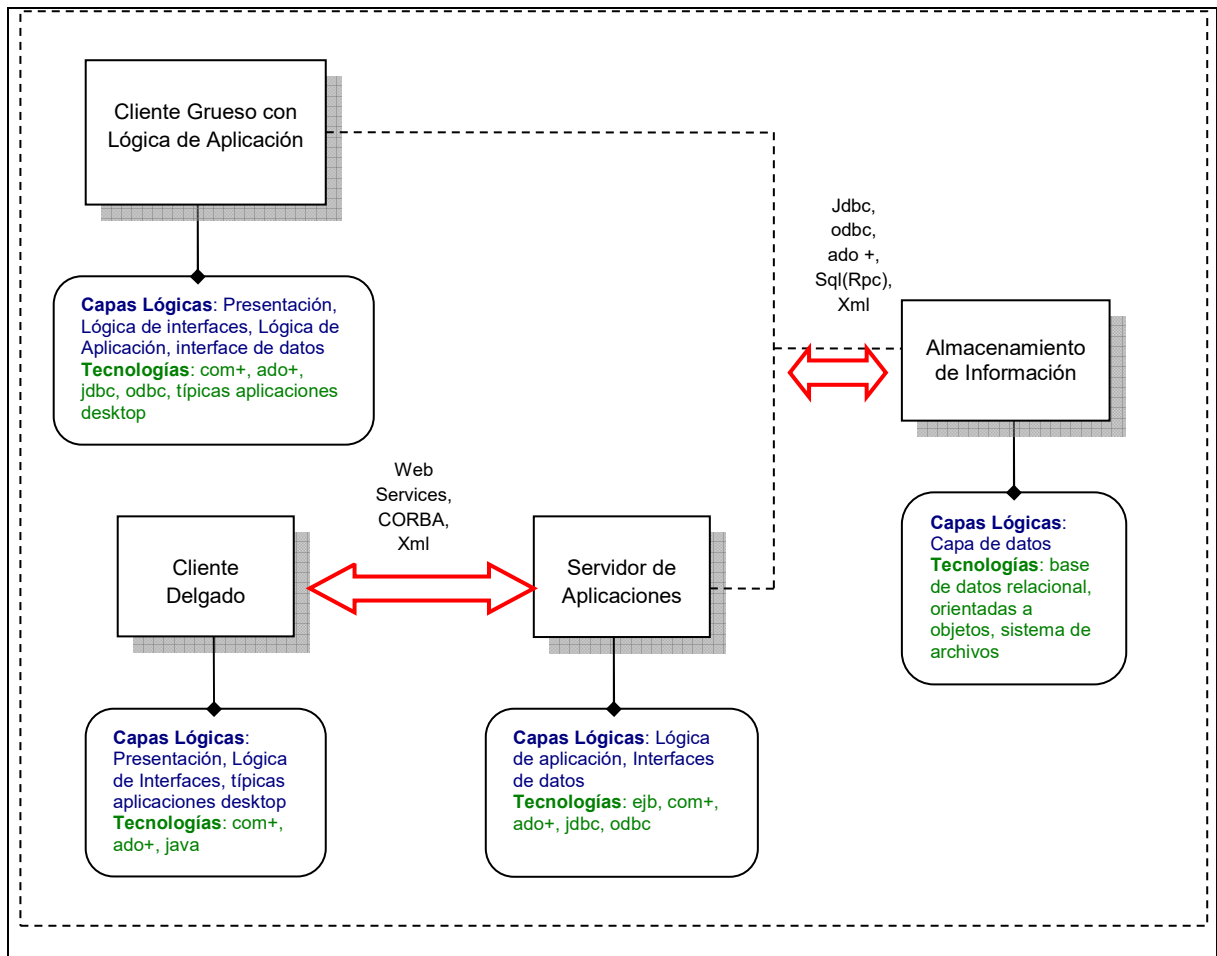 Cliente Grueso con
Lógica de Aplicación
Jdbc,
odbc,
ado +,
Sql(Rpc),
Xml
Capas Lógicas: Presentación,
Lógica de interfaces, Lógica de
Aplicación, interface de datos
Tecnologías: com+, ado+,
jdbc, odbc, típicas aplicaciones
desktop
Almacenamiento
de Información
Web
Services,
CORBA,
Xml
Cliente
Delgado
Servidor de
Aplicaciones
Capas Lógicas:
Capa de datos
Tecnologías: base
de datos relacional,
orientadas a
objetos, sistema de
archivos
Capas Lógicas:
Presentación, Lógica
de Interfaces, típicas
aplicaciones desktop
Tecnologías: com+,
ado+, java
Capas Lógicas: Lógica
de aplicación, Interfaces
de datos
Tecnologías: ejb, com+,
ado+, jdbc, odbc